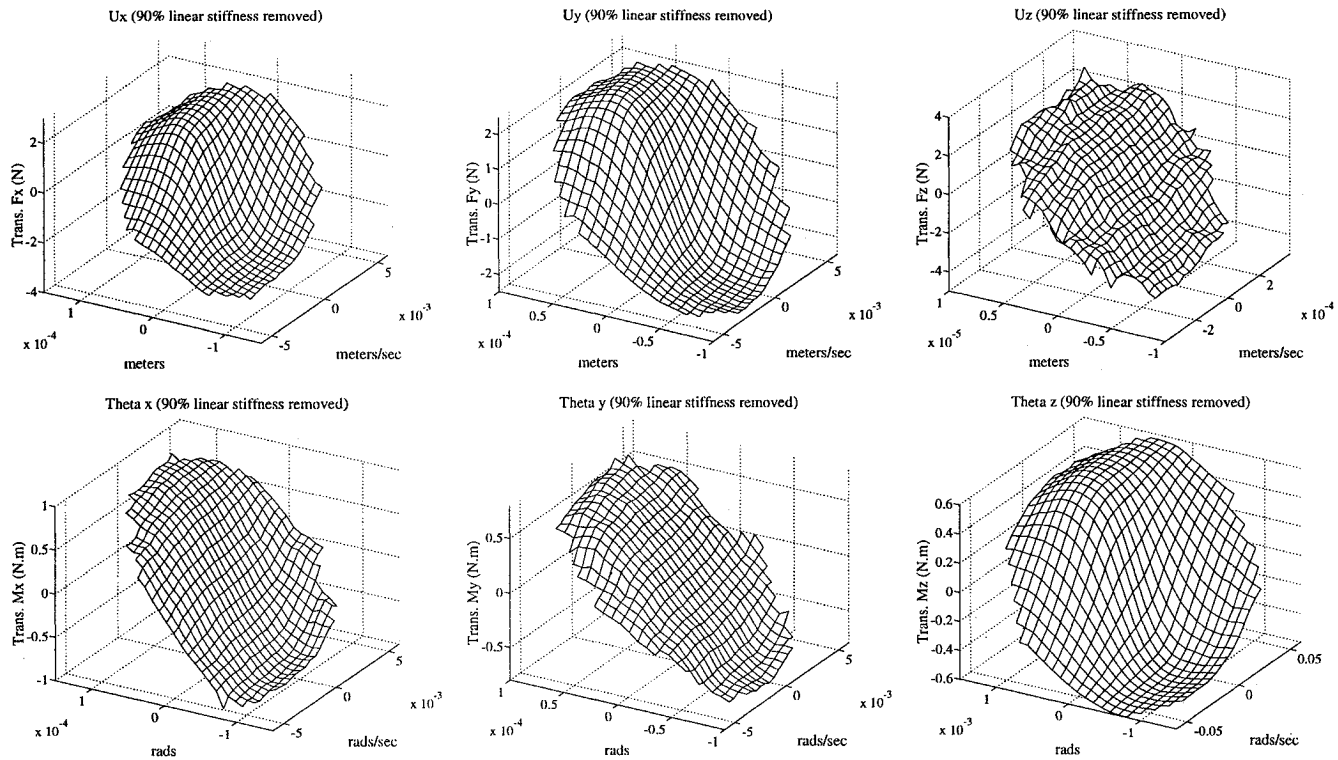 Ux (90% linear stiffness removed)
Trans. Fx (N)
2
0
-2
-4
1
0
-1
x 10^-4
meters
-5
0
5
x 10^-3
meters/sec
Uy (90% linear stiffness removed)
Trans. Fy (N)
2
1
0
-1
-2
1
0.5
0
-0.5
-1
x 10^-4
meters
-5
0
5
x 10^-3
meters/sec
Uz (90% linear stiffness removed)
Trans. Fz (N)
4
2
0
-2
-4
1
0.5
0
-0.5
-1
x 10^-5
meters
-2
0
2
x 10^-4
meters/sec
Theta x (90% linear stiffness removed)
Trans. Mx (N.m)
1
0.5
0
-0.5
-1
1
0
-1
x 10^-4
rads
-5
0
5
x 10^-3
rads/sec
Theta y (90% linear stiffness removed)
Trans. My (N.m)
0.5
0
-0.5
1
0.5
0
-0.5
-1
x 10^-4
rads
-5
0
5
x 10^-3
rads/sec
Theta z (90% linear stiffness removed)
Trans. Mz (N.m)
0.6
0.4
0.2
0
-0.2
-0.4
-0.6
1
0
-1
x 10^-3
rads
-0.05
0
0.05
rads/sec